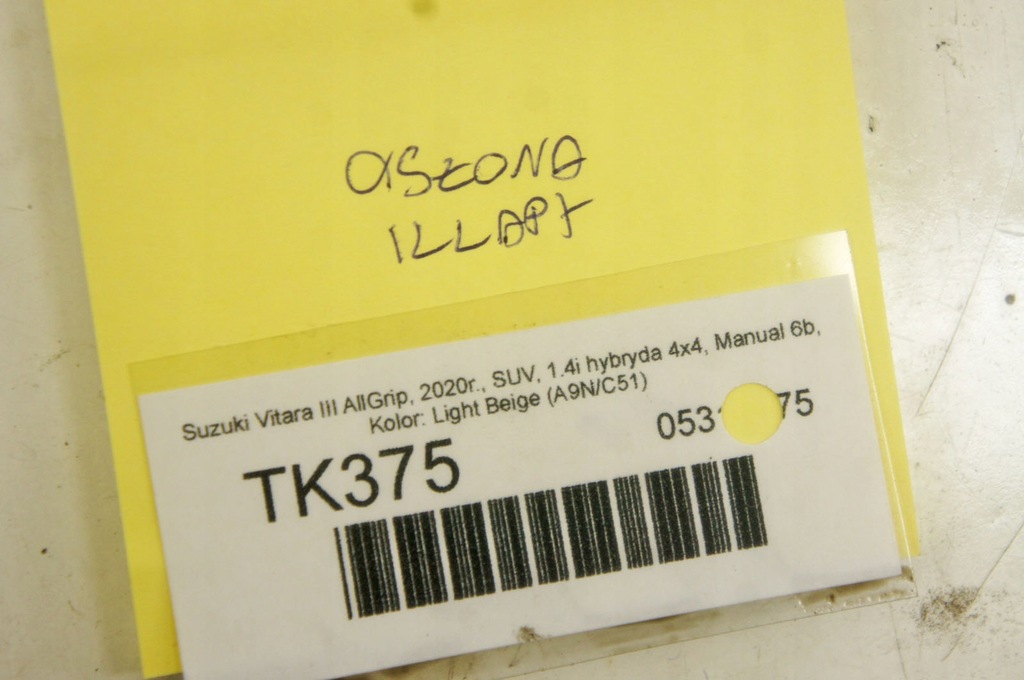 OSŁONA
Suzuki Vitara III AllGrip, 2020r., SUV, 1.4i hybryda 4x4, Manual 6b,
Kolor: Light Beige (A9N/C51)
TK375